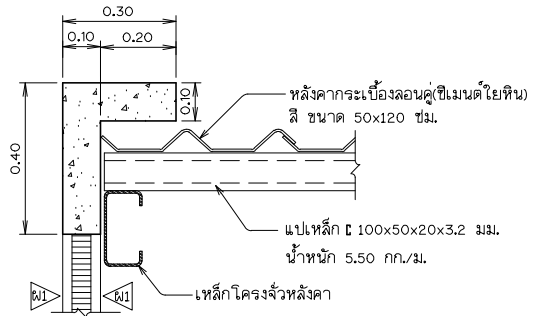 0.30
0.10
0.20
0.10
0.40
หลังคากระเบื้องลอนคู่(ซีเมนต์ใยหิน)
สี ขนาด 50x120 ซม.
แปเหล็ก C 100x50x20x3.2 มม.
น้ำหนัก 5.50 กก./ม.
เหล็กโครงจั่วหลังคา
ผ1
ผ1